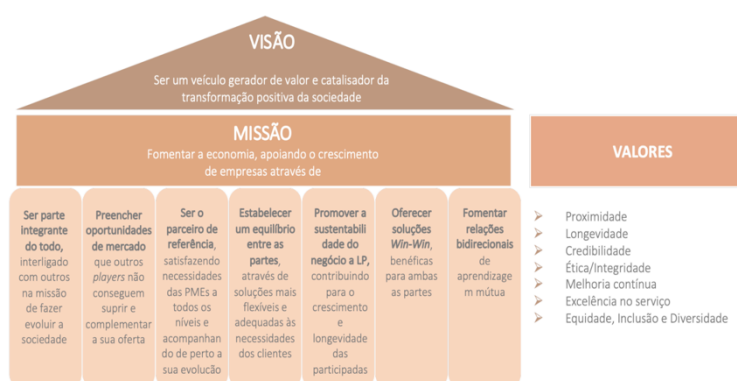 VISÃO
Ser um veículo gerador de valor e catalisador da
transformação positiva da sociedade
MISSÃO
Fomentar a economia, apoiando o crescimento
de empresas através de
Ser parte
integrante
do todo,
interligado
com outros
na missão
de fazer
evoluir a
sociedade
Preencher
oportunidades
de mercado
que outros
players não
conseguem
suprir e
complementar
a sua oferta
Ser o
parceiro de
referência,
satisfazendo
necessidades
das PMEs a
todos os
níveis e
acompanhan
do de perto a
sua evolução
Estabelecer
um equilíbrio
entre as
partes,
através de
soluções mais
flexíveis e
adequadas às
necessidades
dos clientes
Promover a
sustentabili
dade do
negócio a LP,
contribuindo
para o
crescimento
e
longevidade
das
participadas
Oferecer
soluções
Win-Win,
benéficas
para ambas
as partes
Fomentar
relações
bidirecionais
de
aprendizage
m mútua
VALORES
Proximidade
Longevidade
Credibilidade
Ética/Integridade
Melhoria contínua
Excelência no serviço
Equidade, Inclusão e Diversidade